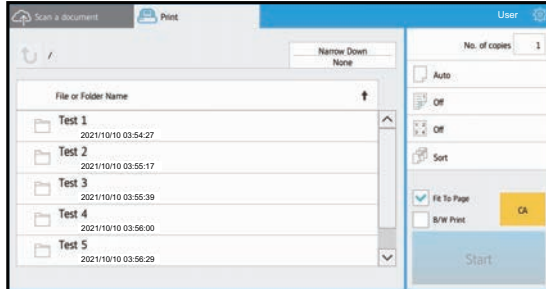 Scan a document
Print
User
/
Narrow Down
None
File or Folder Name
Test 1
2021/10/10 03:54:27
Test 2
2021/10/10 03:55:17
Test 3
2021/10/10 03:55:39
Test 4
2021/10/10 03:56:00
Test 5
2021/10/10 03:56:29
No. of copies 1
Auto
Off
Off
Sort
Fit To Page
B/W Print
CA
Start